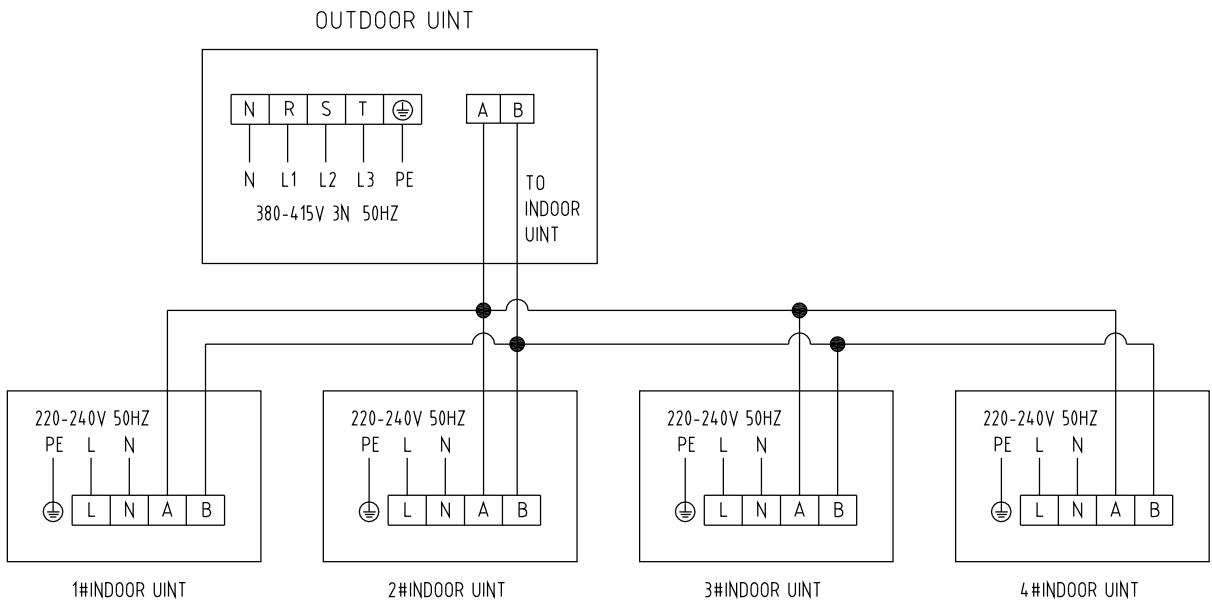 OUTDOOR UINT
N R S T A B
N L1 L2 L3 PE
380-415V 3N 50HZ
TO
INDOOR
UINT
220-240V 50HZ
PE L N
L N A B
1#INDOOR UINT
220-240V 50HZ
PE L N
L N A B
2#INDOOR UINT
220-240V 50HZ
PE L N
L N A B
3#INDOOR UINT
220-240V 50HZ
PE L N
L N A B
4#INDOOR UINT